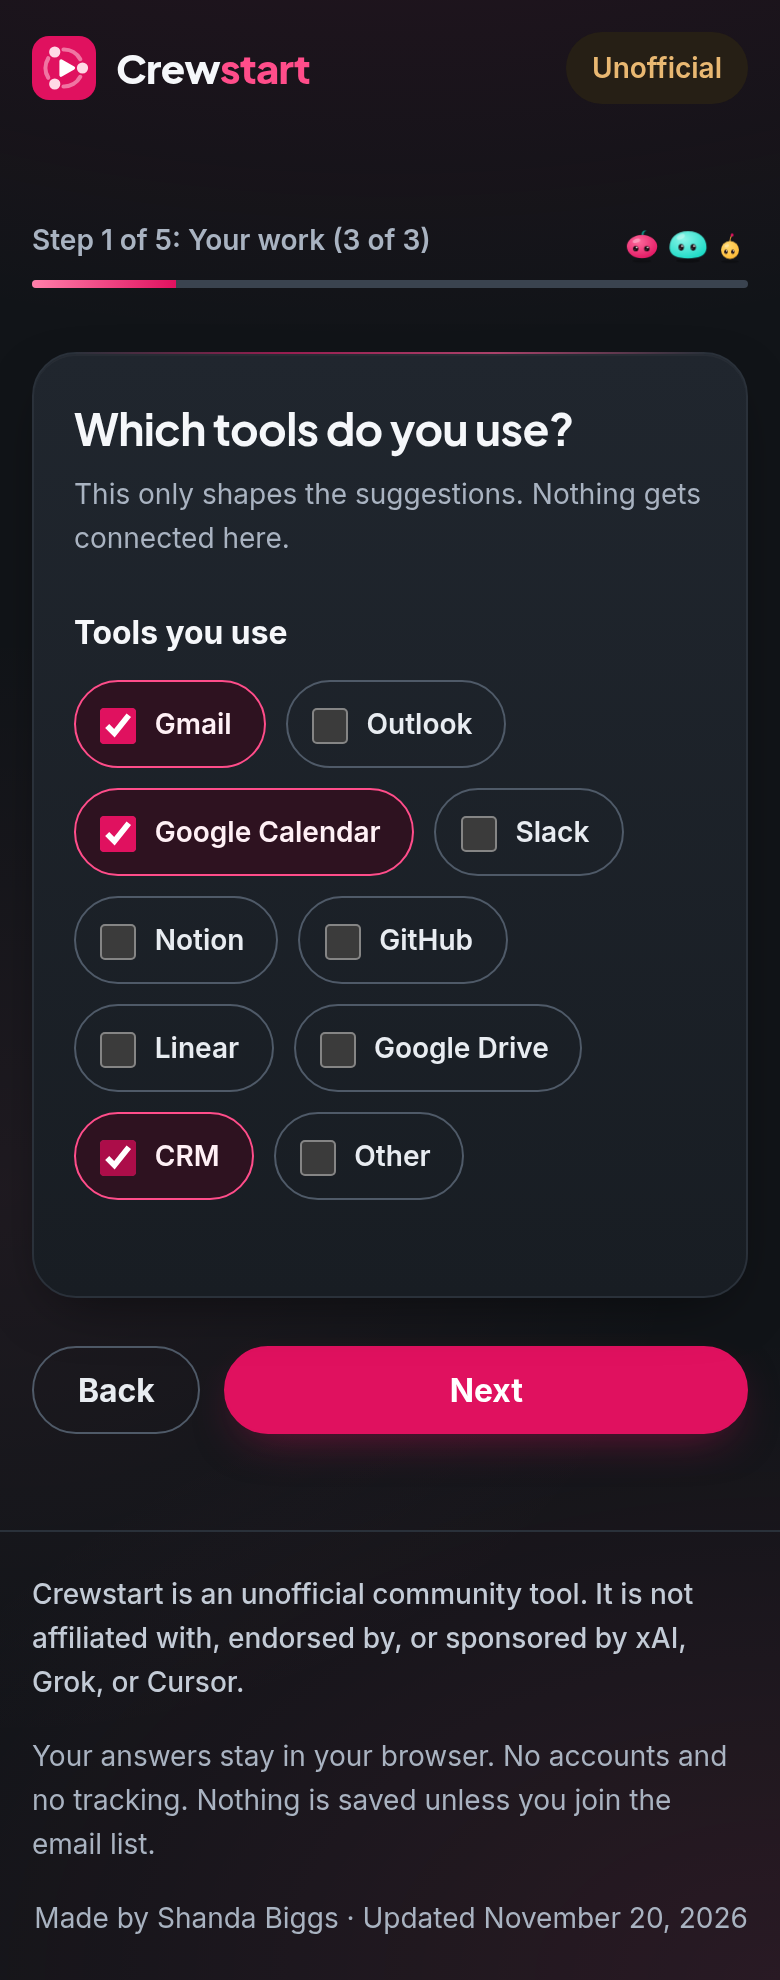 Crewstart
Unofficial
Step 1 of 5: Your work (3 of 3)
Which tools do you use?
This only shapes the suggestions. Nothing gets
connected here.
Tools you use
Gmail
Outlook
Google Calendar
Slack
Notion
GitHub
Linear
Google Drive
CRM
Other
Back
Next
Crewstart is an unofficial community tool. It is not
affiliated with, endorsed by, or sponsored by xAI,
Grok, or Cursor.
Your answers stay in your browser. No accounts and
no tracking. Nothing is saved unless you join the
email list.
Made by Shanda Biggs · Updated November 20, 2026